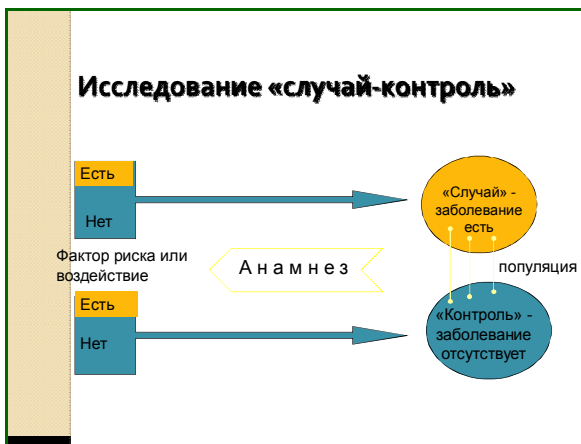 Исследование «случай-контроль»
Есть
Нет
«Случай» -
заболевание
есть
Фактор риска или
воздействие
А н а м н е з
популяция
Есть
Нет
«Контроль» -
заболевание
отсутствует